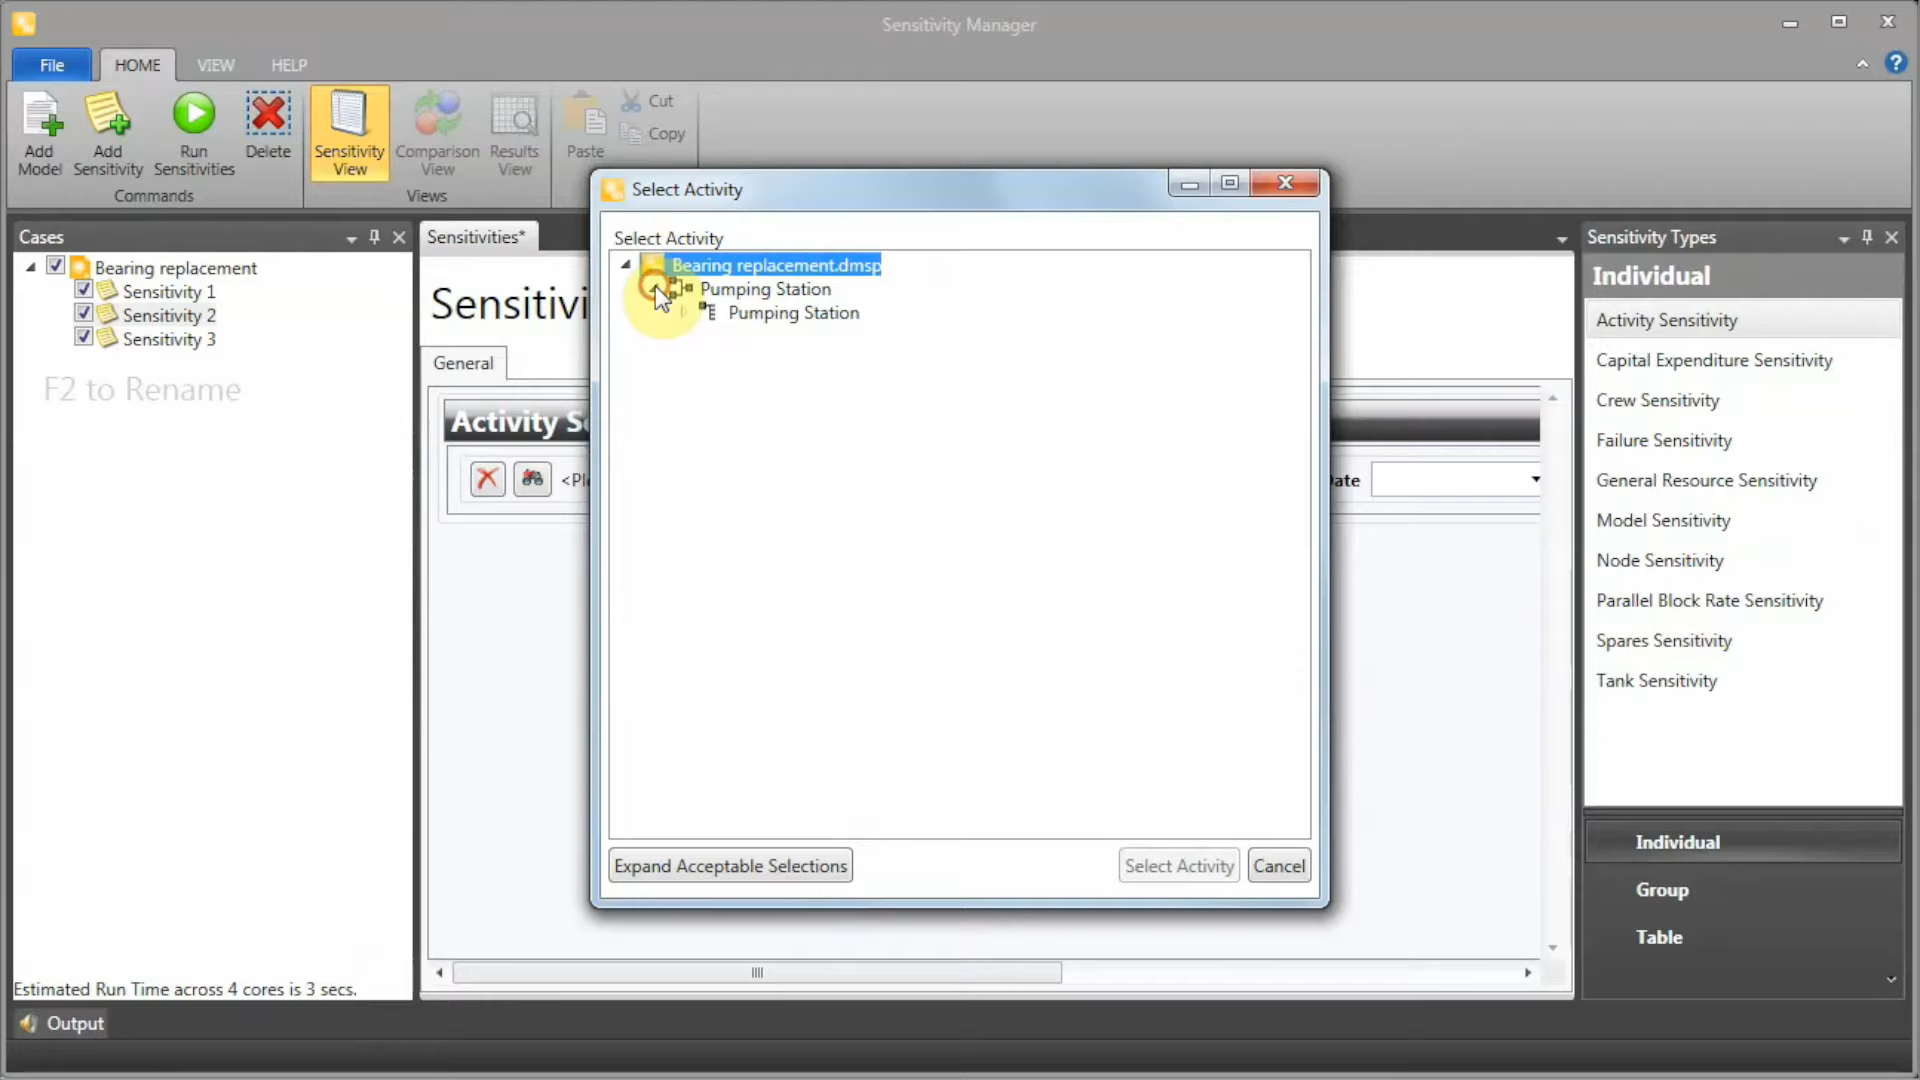 Sensitivity Manager
File HOME VIEW HELP
Add Model
Add Sensitivity
Run Sensitivities
Delete
Commands
Sensitivity View
Comparison View
Results View
Views
Paste
Cut
Copy
Cases
Bearing replacement
Sensitivity 1
Sensitivity 2
Sensitivity 3
F2 to Rename
Estimated Run Time across 4 cores is 3 secs.
Sensitivities*
Sensitivi
General
Activity S
<Pl
Date
Select Activity
Select Activity
Bearing replacement.dmsp
Pumping Station
Pumping Station
Expand Acceptable Selections
Select Activity
Cancel
Sensitivity Types
Individual
Activity Sensitivity
Capital Expenditure Sensitivity
Crew Sensitivity
Failure Sensitivity
General Resource Sensitivity
Model Sensitivity
Node Sensitivity
Parallel Block Rate Sensitivity
Spares Sensitivity
Tank Sensitivity
Individual
Group
Table
Output